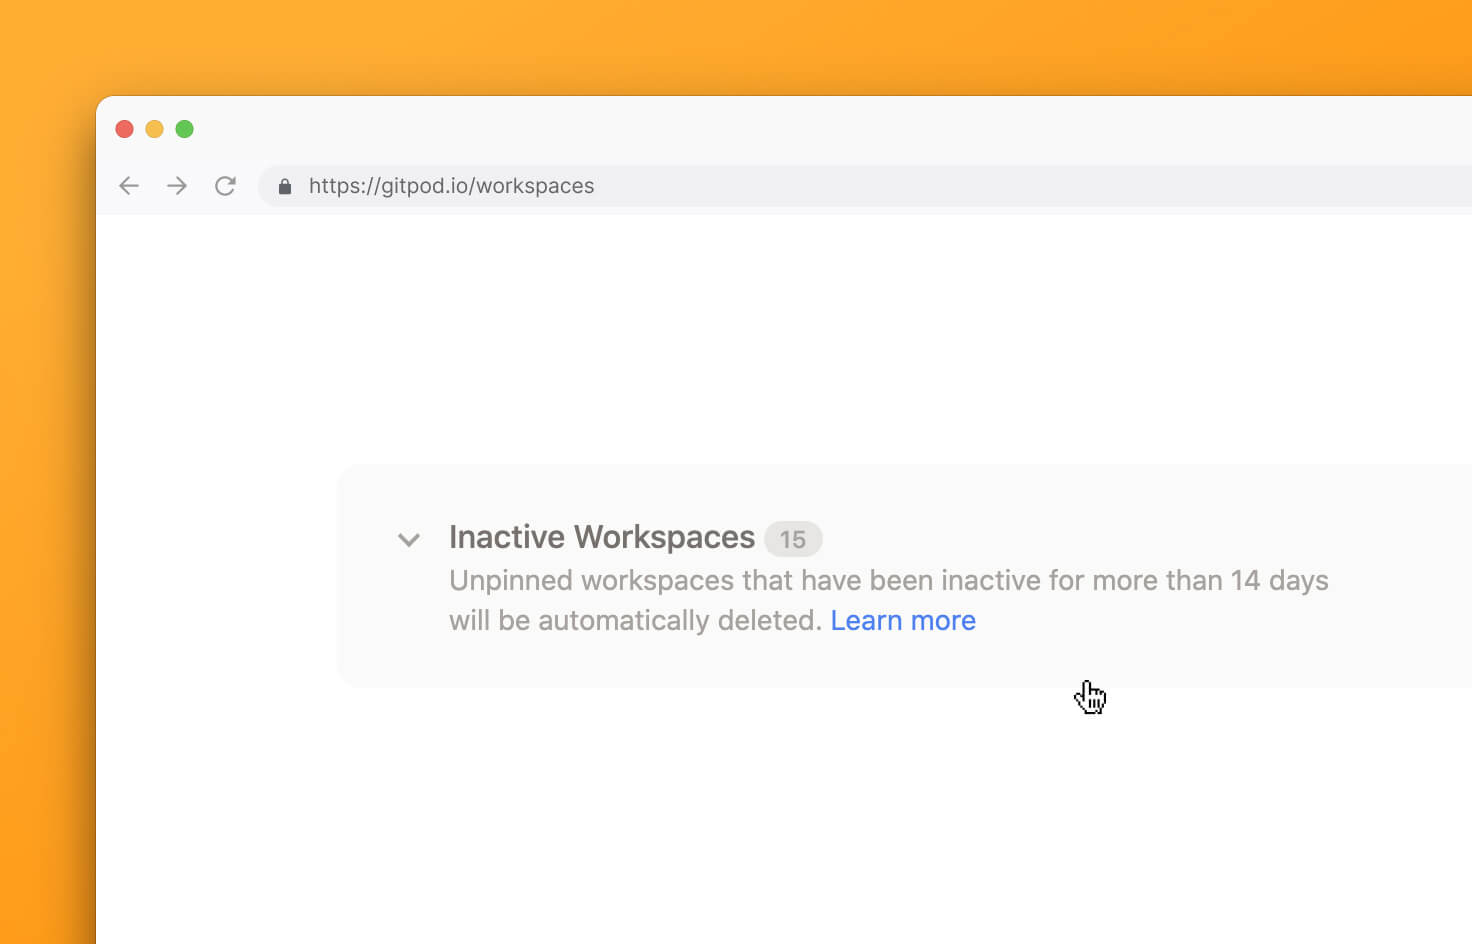 https://gitpod.io/workspaces
Inactive Workspaces 15
Unpinned workspaces that have been inactive for more than 14 days
will be automatically deleted. Learn more